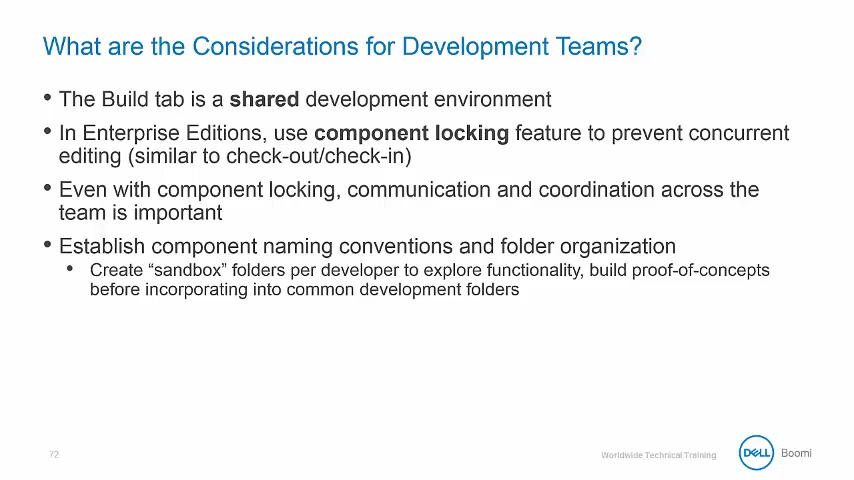 What are the Considerations for Development Teams?
• The Build tab is a shared development environment
• In Enterprise Editions, use component locking feature to prevent concurrent
editing (similar to check-out/check-in)
• Even with component locking, communication and coordination across the
team is important
• Establish component naming conventions and folder organization
• Create “sandbox” folders per developer to explore functionality, build proof-of-concepts
before incorporating into common development folders
72
Worldwide Technical Training
DELL
Boomi